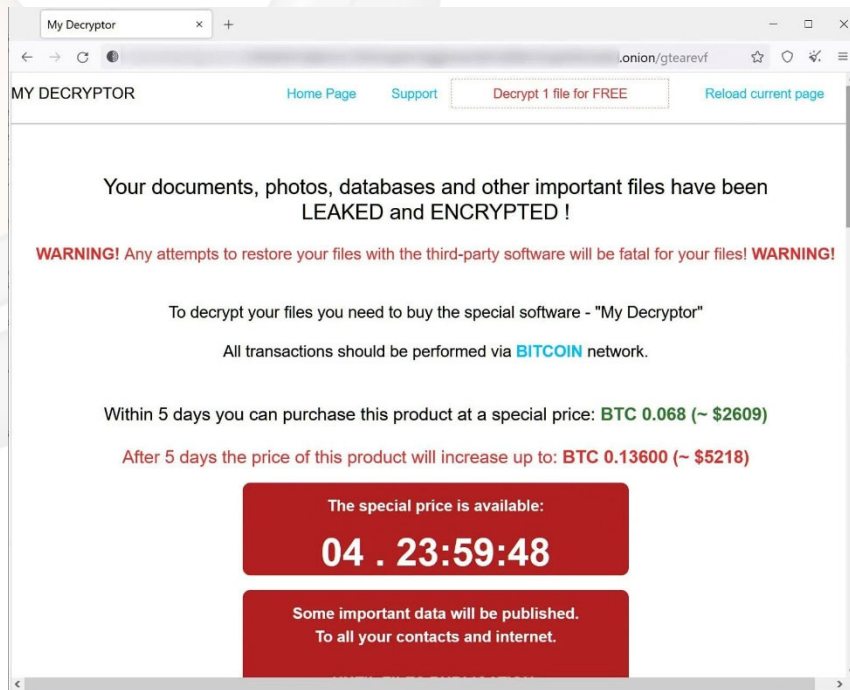 My Decryptor
.onion/gtearevf
MY DECRYPTOR
Home Page
Support
Decrypt 1 file for FREE
Reload current page
Your documents, photos, databases and other important files have been
LEAKED and ENCRYPTED !
WARNING! Any attempts to restore your files with the third-party software will be fatal for your files! WARNING!
To decrypt your files you need to buy the special software - "My Decryptor"
All transactions should be performed via BITCOIN network.
Within 5 days you can purchase this product at a special price: BTC 0.068 (~ $2609)
After 5 days the price of this product will increase up to: BTC 0.13600 (~ $5218)
The special price is available:
04 . 23:59:48
Some important data will be published.
To all your contacts and internet.